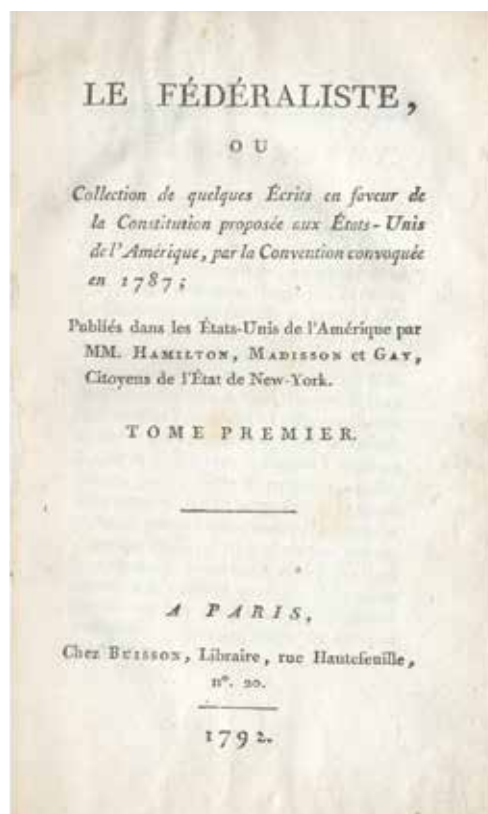 LE FÉDÉRALISTE,
OU
Collection de quelques Écrits en faveur de
la Constitution proposée aux États-Unis
de l'Amérique, par la Convention convoquée
en 1787;
Publiés dans les États-Unis de l'Amérique par
MM. HAMILTON, MADISSON et GAY,
Citoyens de l'État de New-York.
TOME PREMIER.
A PARIS,
Chez BUISSON, Libraire, rue Hautefeuille,
n°. 20.
1792.